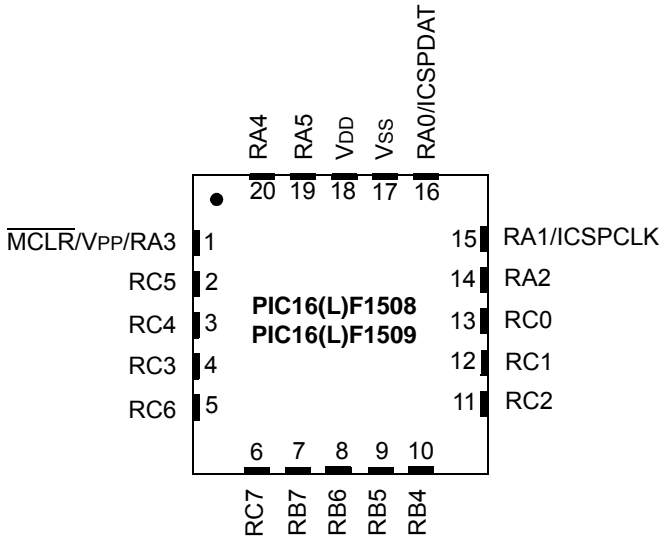 RA4
RA5
VDD
VSS
RA0/ICSPDAT
20 19 18 17 16
MCLR/VPP/RA3 1
RC5 2
RC4 3
RC3 4
RC6 5
15 RA1/ICSPCLK
14 RA2
13 RC0
12 RC1
11 RC2
PIC16(L)F1508
PIC16(L)F1509
6 7 8 9 10
RC7
RB7
RB6
RB5
RB4